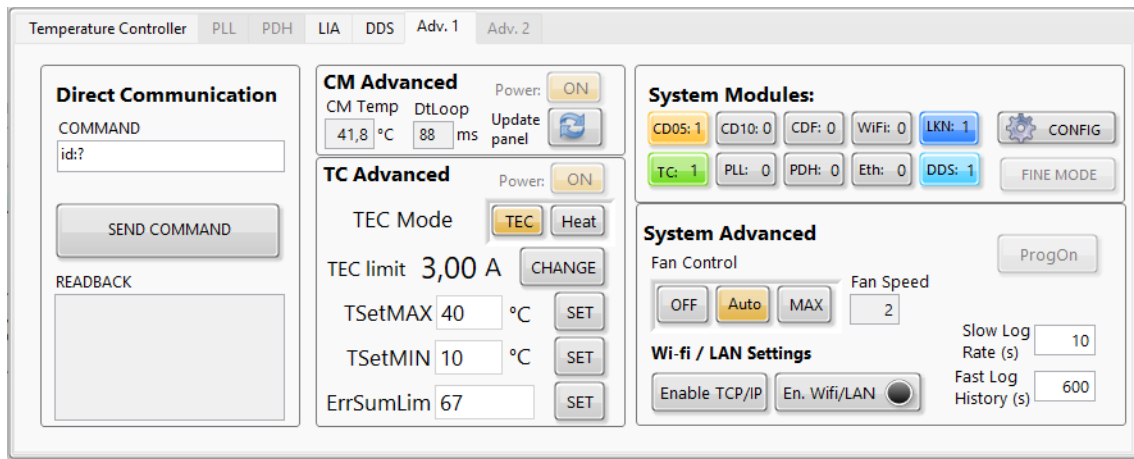 Temperature Controller PLL PDH LIA DDS Adv. 1 Adv. 2
Direct Communication
COMMAND
id:?
SEND COMMAND
READBACK
CM Advanced Power: ON
CM Temp DtLoop Update panel
41,8 °C 88 ms
TC Advanced Power: ON
TEC Mode TEC Heat
TEC limit 3,00 A CHANGE
TSetMAX 40 °C SET
TSetMIN 10 °C SET
ErrSumLim 67 SET
System Modules:
CD05: 1 CD10: 0 CDF: 0 WiFi: 0 LKN: 1 CONFIG
TC: 1 PLL: 0 PDH: 0 Eth: 0 DDS: 1 FINE MODE
System Advanced
ProgOn
Fan Control
OFF Auto MAX
Fan Speed
2
Wi-fi / LAN Settings
Enable TCP/IP En. Wifi/LAN
Slow Log
Rate (s) 10
Fast Log
History (s) 600